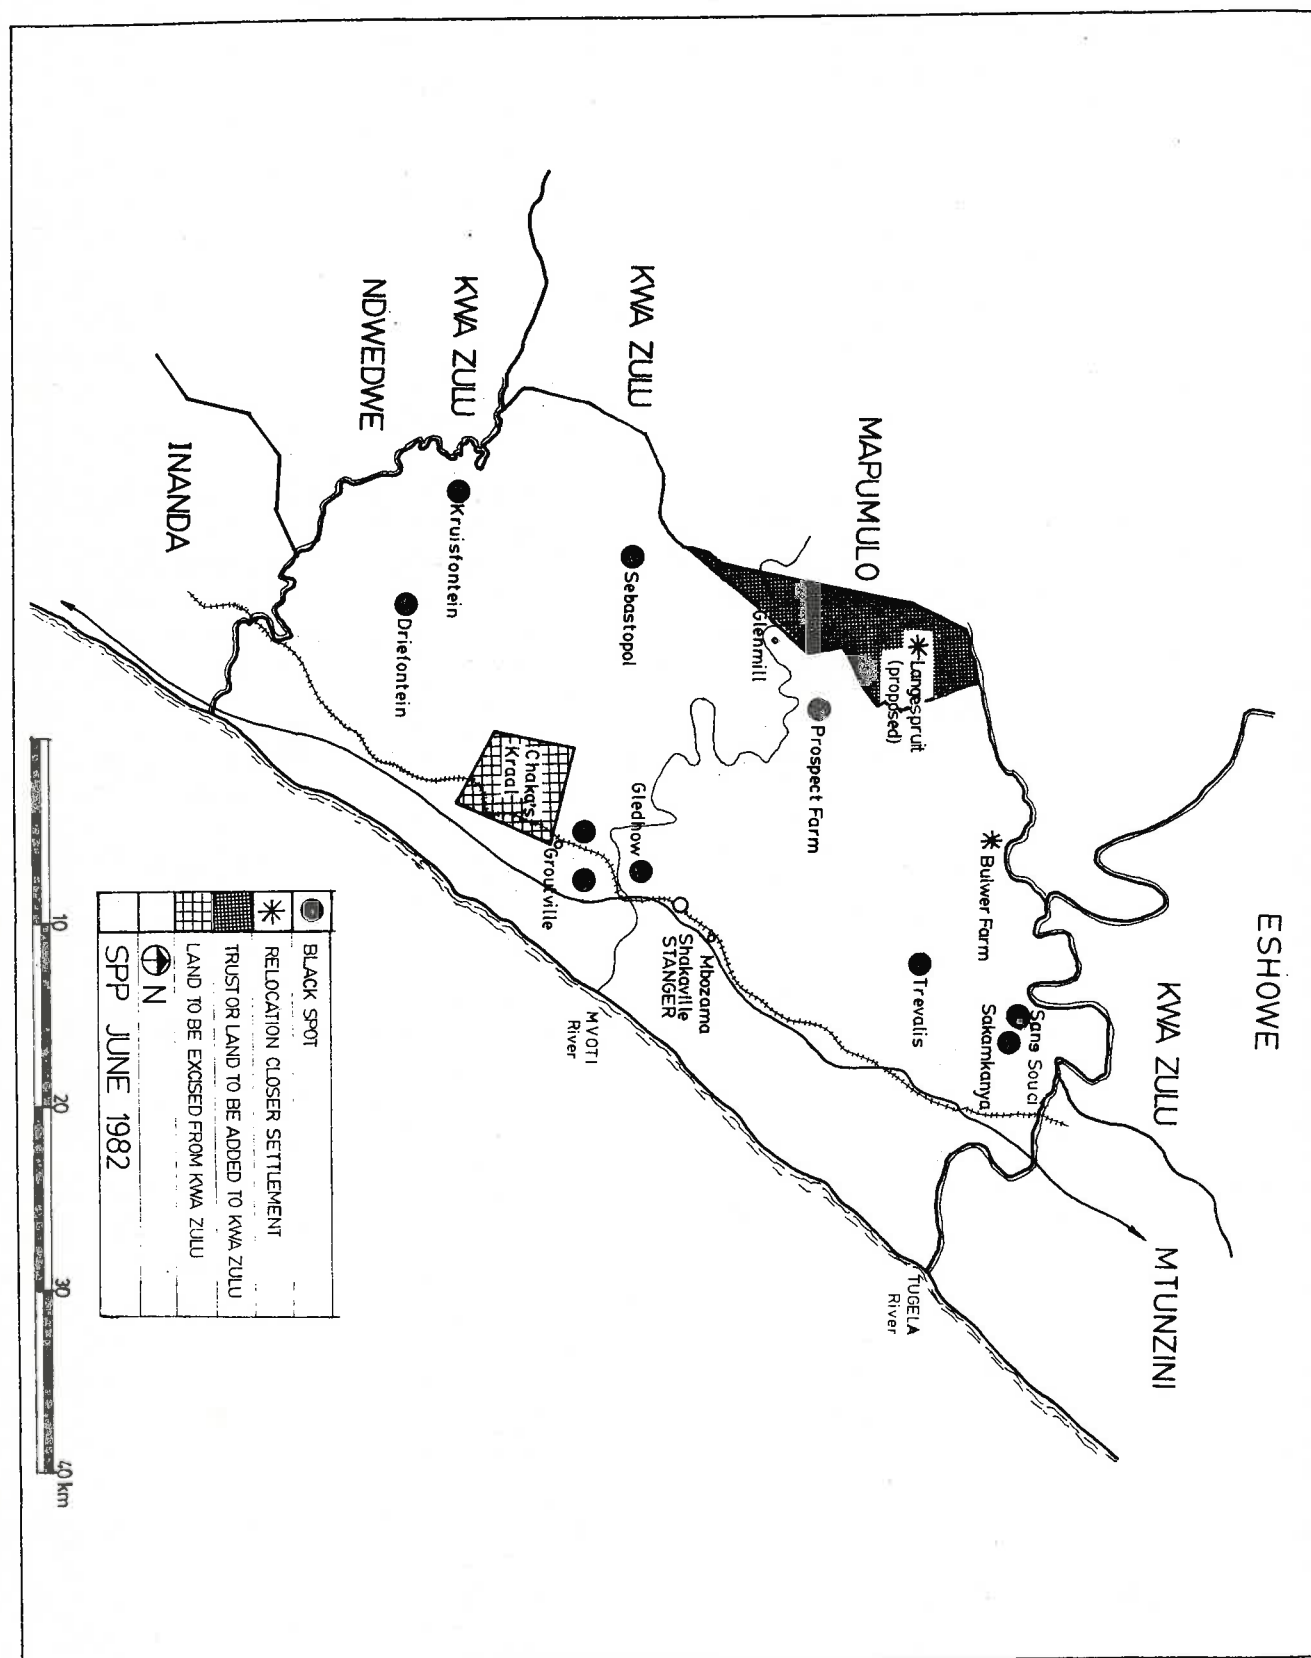 ESHOWE
KWA ZULU
MTUNZINI
MAPUMULO
KWA ZULU
KWA ZULU
NDWEDWE
INANDA
Langespruit
(proposed)
Bulwer Farm
Sans Souci
Sakamkanya
Trevalis
Prospect Farm
Glenmill
Sebastopol
Kruisfontein
Driefontein
Gledhow
Mbozama
Shakaville
STANGER
Chaka's
Kraal
Groutville
MVOTI
River
TUGELA
River
BLACK SPOT
RELOCATION CLOSER SETTLEMENT
TRUST OR LAND TO BE ADDED TO KWA ZULU
LAND TO BE EXCISED FROM KWA ZULU
N
SPP JUNE 1982
10
20
30
40 km